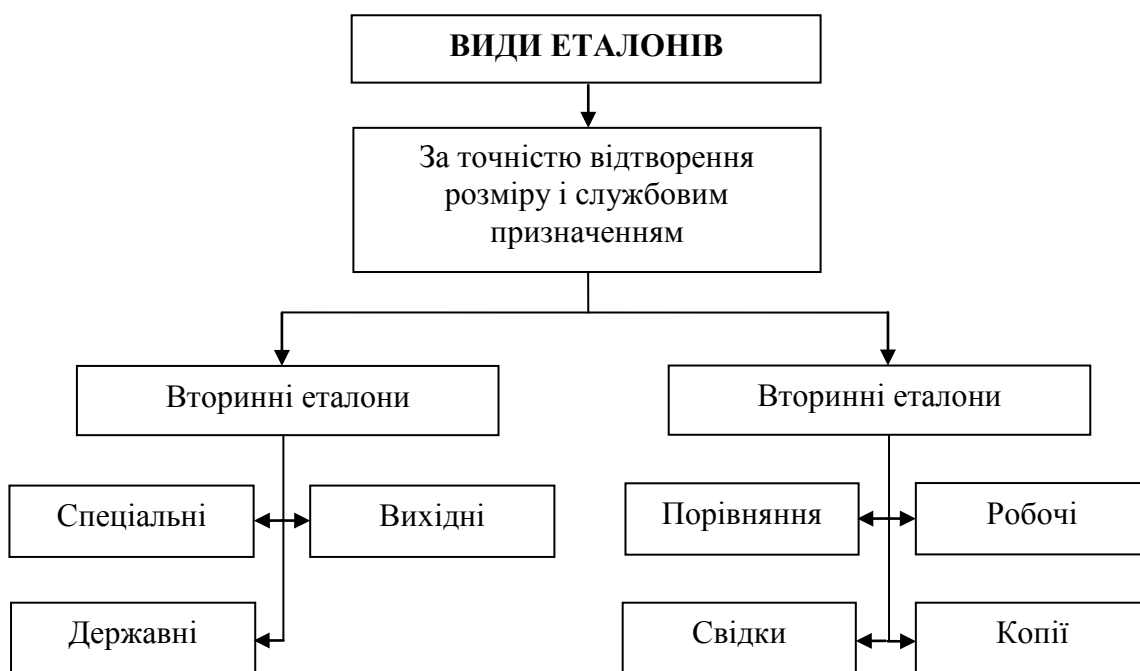 ВИДИ ЕТАЛОНІВ
За точністю відтворення
розміру і службовим
призначенням
Вторинні еталони
Вторинні еталони
Спеціальні
Вихідні
Порівняння
Робочі
Державні
Свідки
Копії